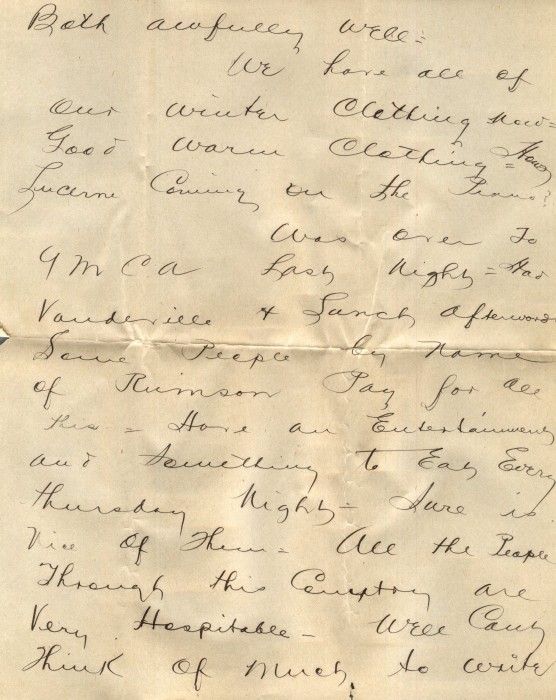 Both awfully well =
We have all of
our winter Clothing now =
Good warm Clothing = How's
Lucerne Coming on the Piano?
Was over to
Y M C A Last Night = Had
Vaudeville & Lunch afterwards
Some People by Name
of Rumson Pay for all
this = Have an Entertainment
and Something to Eat Every
thursday Night = Sure is
Nice Of Them = All the People
Through this Country are
Very Hospitable = Well Cant
Think Of Much to write